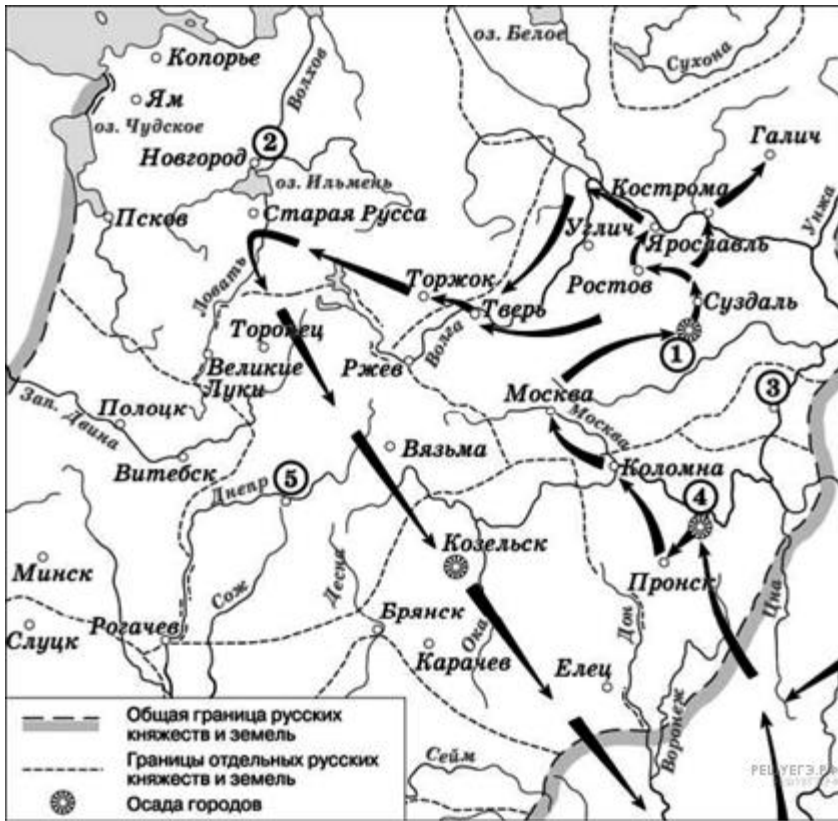 оз. Белое
Сухона
Копорье
Волхов
Ям
оз. Чудское
Галич
2
Новгород
оз. Ильмень
Кострома
Унжа
Псков
Старая Русса
Углич
Ярославль
Ловать
Торжок
Ростов
Суздаль
Тверь
Торопец
Волга
1
Великие
Луки
Ржев
Москва
3
Зап. Двина
Полоцк
Москва
Вязьма
Витебск
Коломна
Днепр
5
4
Козельск
Минск
Десна
Пронск
Цна
Сож
Слуцк
Рогачев
Брянск
Ока
Дон
Карачев
Елец
Воронеж
Сейм
Общая граница русских
княжеств и земель
Границы отдельных русских
княжеств и земель
Осада городов